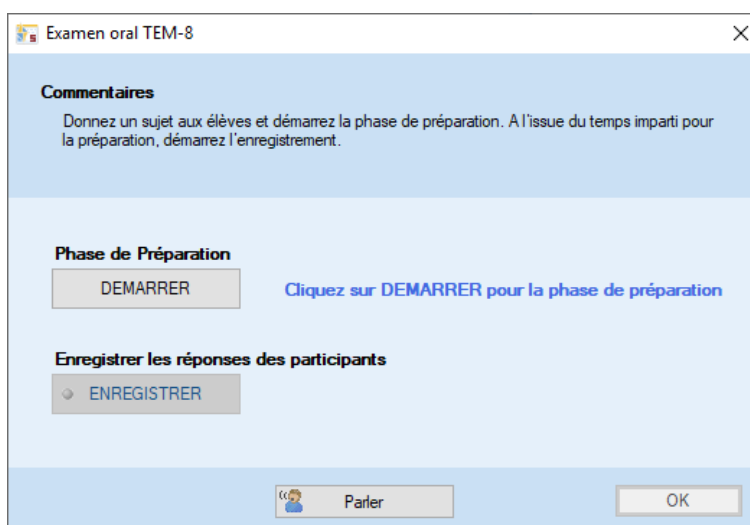 Examen oral TEM-8
Commentaires
Donnez un sujet aux élèves et démarrez la phase de préparation. A l'issue du temps imparti pour
la préparation, démarrez l'enregistrement.
Phase de Préparation
DEMARRER
Cliquez sur DEMARRER pour la phase de préparation
Enregistrer les réponses des participants
ENREGISTRER
Parler
OK